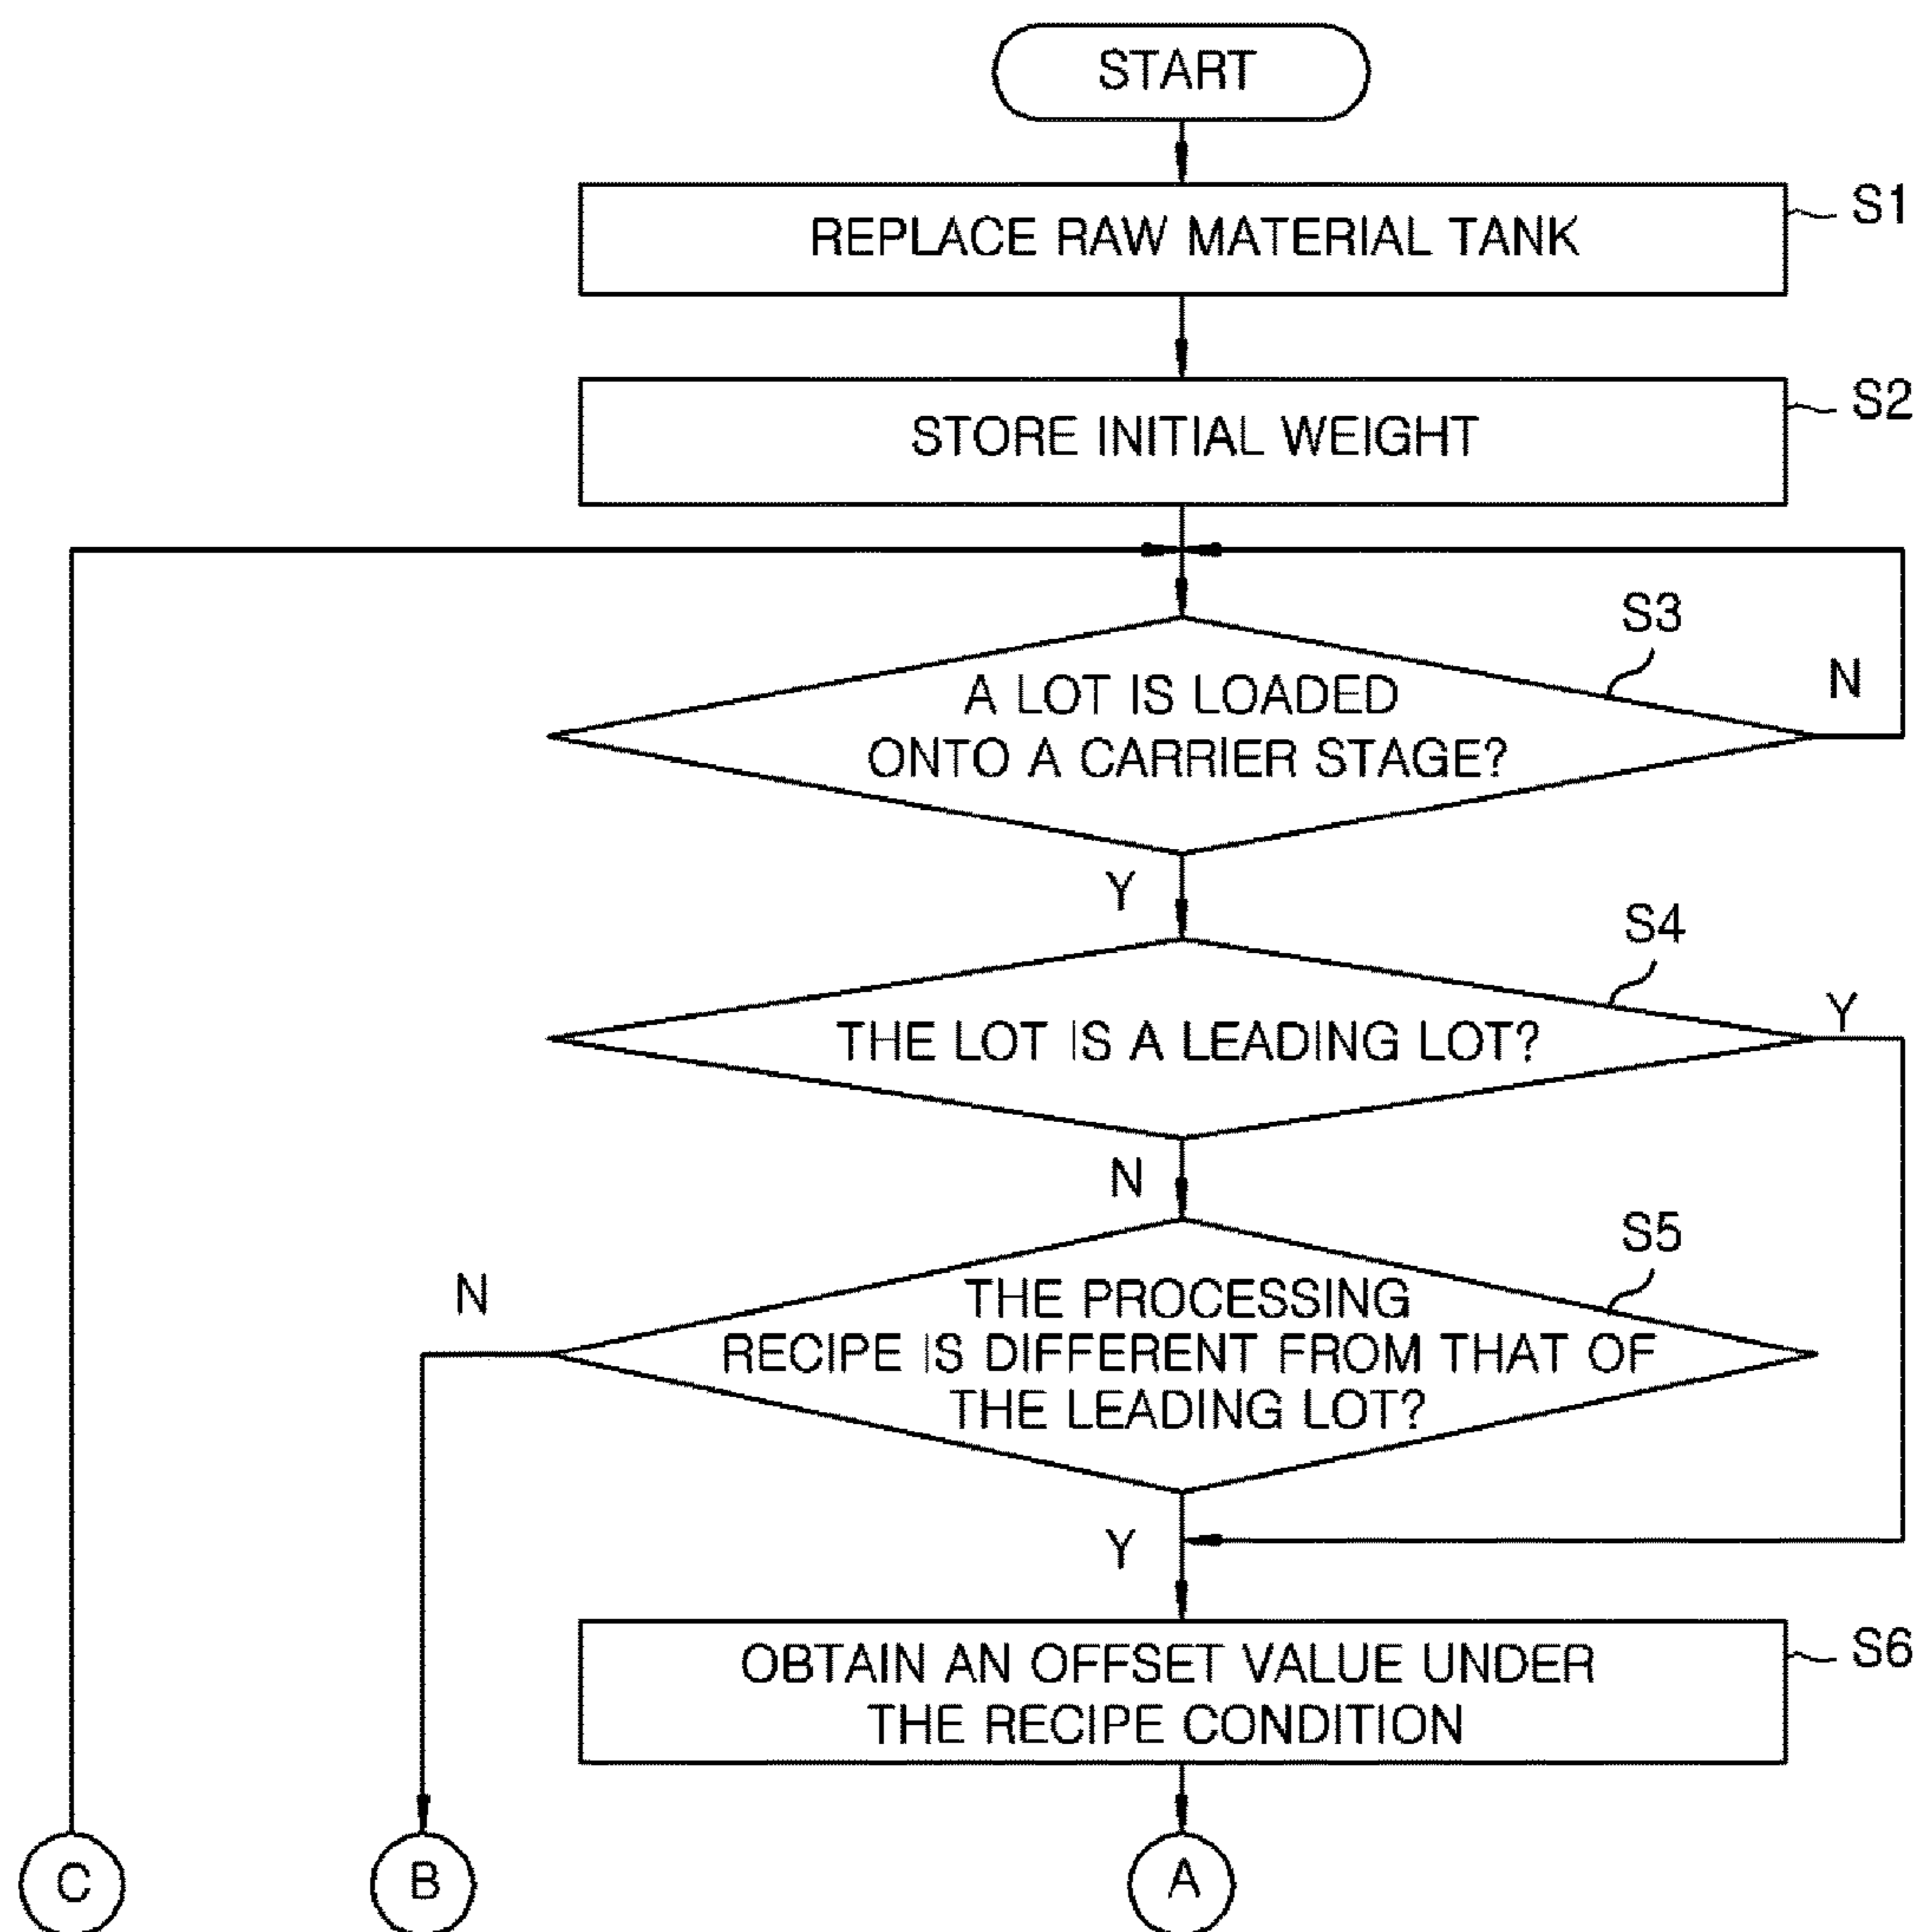 START
REPLACE RAW MATERIAL TANK
S1
STORE INITIAL WEIGHT
S2
S3
A LOT IS LOADED
ONTO A CARRIER STAGE?
N
Y
S4
THE LOT IS A LEADING LOT?
Y
N
S5
N
THE PROCESSING
RECIPE IS DIFFERENT FROM THAT OF
THE LEADING LOT?
Y
OBTAIN AN OFFSET VALUE UNDER
THE RECIPE CONDITION
S6
C
B
A